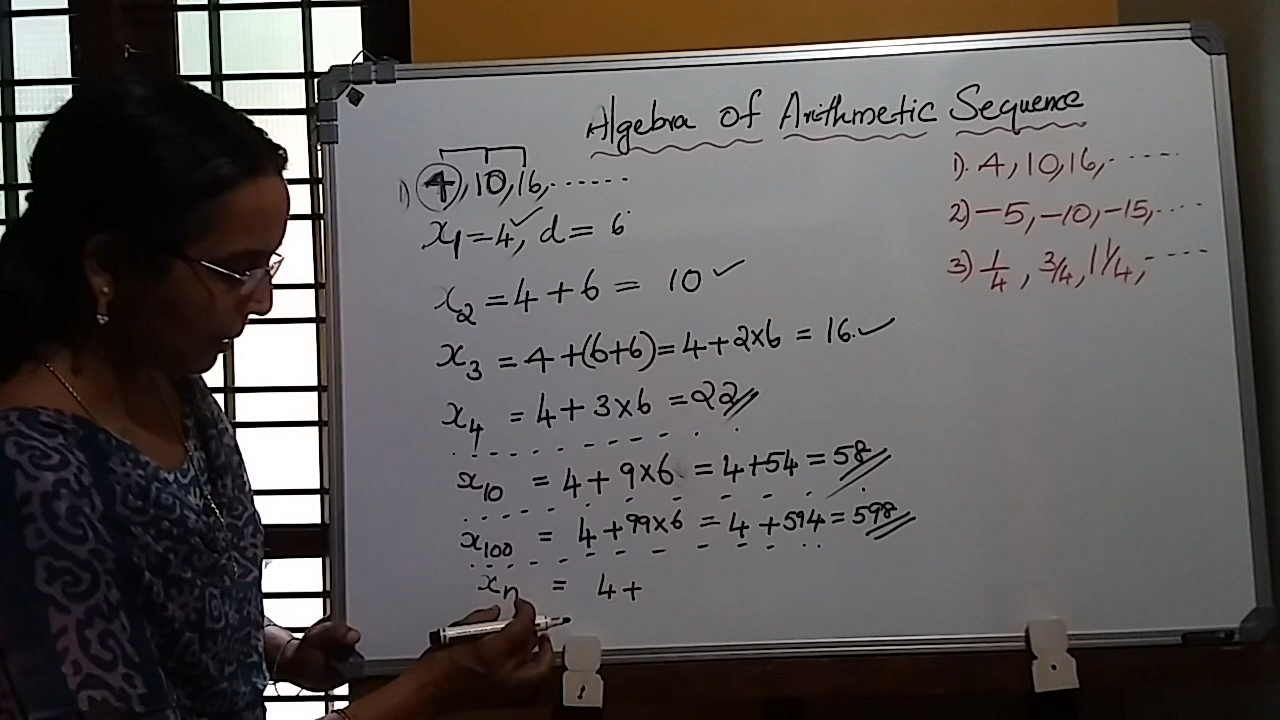 Algebra of Arithmetic Sequence
1) 4, 10, 16, ......
x₁ = 4, d = 6
x₂ = 4 + 6 = 10
x₃ = 4 + (6+6) = 4 + 2×6 = 16
x₄ = 4 + 3×6 = 22
x₁₀ = 4 + 9×6 = 4 + 54 = 58
x₁₀₀ = 4 + 99×6 = 4 + 594 = 598
xₙ = 4 +
1). 4, 10, 16, ......
2) -5, -10, -15, ....
3) 1/4, 3/4, 1 1/4, ....